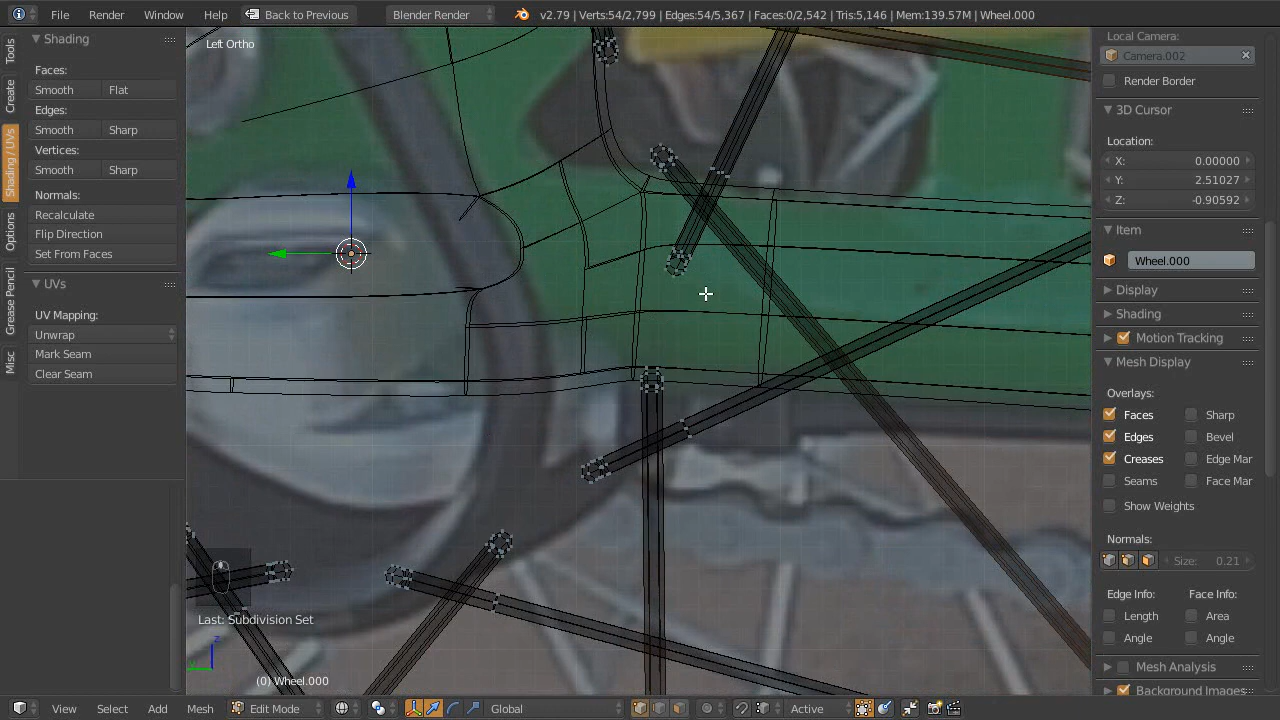 File Render Window Help Back to Previous Blender Render v2.79 | Verts:54/2,799 | Edges:54/5,367 | Faces:0/2,542 | Tris:5,146 | Mem:139.57M | Wheel.000
Tools
Create
Shading / UVs
Options
Grease Pencil
Misc
Shading
Faces:
Smooth Flat
Edges:
Smooth Sharp
Vertices:
Smooth Sharp
Normals:
Recalculate
Flip Direction
Set From Faces
UVs
UV Mapping:
Unwrap
Mark Seam
Clear Seam
Left Ortho
Last: Subdivision Set
z
y
(0) Wheel.000
Local Camera:
Camera.002
Render Border
3D Cursor
Location:
X: 0.00000
Y: 2.51027
Z: -0.90592
Item
Wheel.000
Display
Shading
Motion Tracking
Mesh Display
Overlays:
Faces Sharp
Edges Bevel
Creases Edge Mar
Seams Face Mar
Show Weights
Normals:
Size: 0.21
Edge Info: Face Info:
Length Area
Angle Angle
Mesh Analysis
Background Images
View Select Add Mesh Edit Mode Global Active